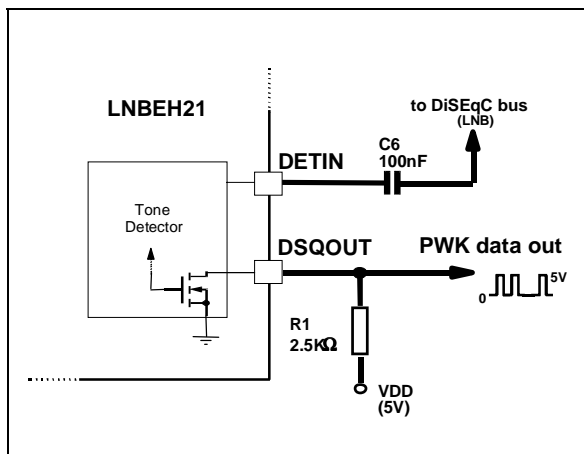 LNBEH21
to DiSEqC bus
(LNB)
C6
100nF
DETIN
Tone
Detector
DSQOUT
PWK data out
5V
0
R1
2.5KΩ
VDD
(5V)